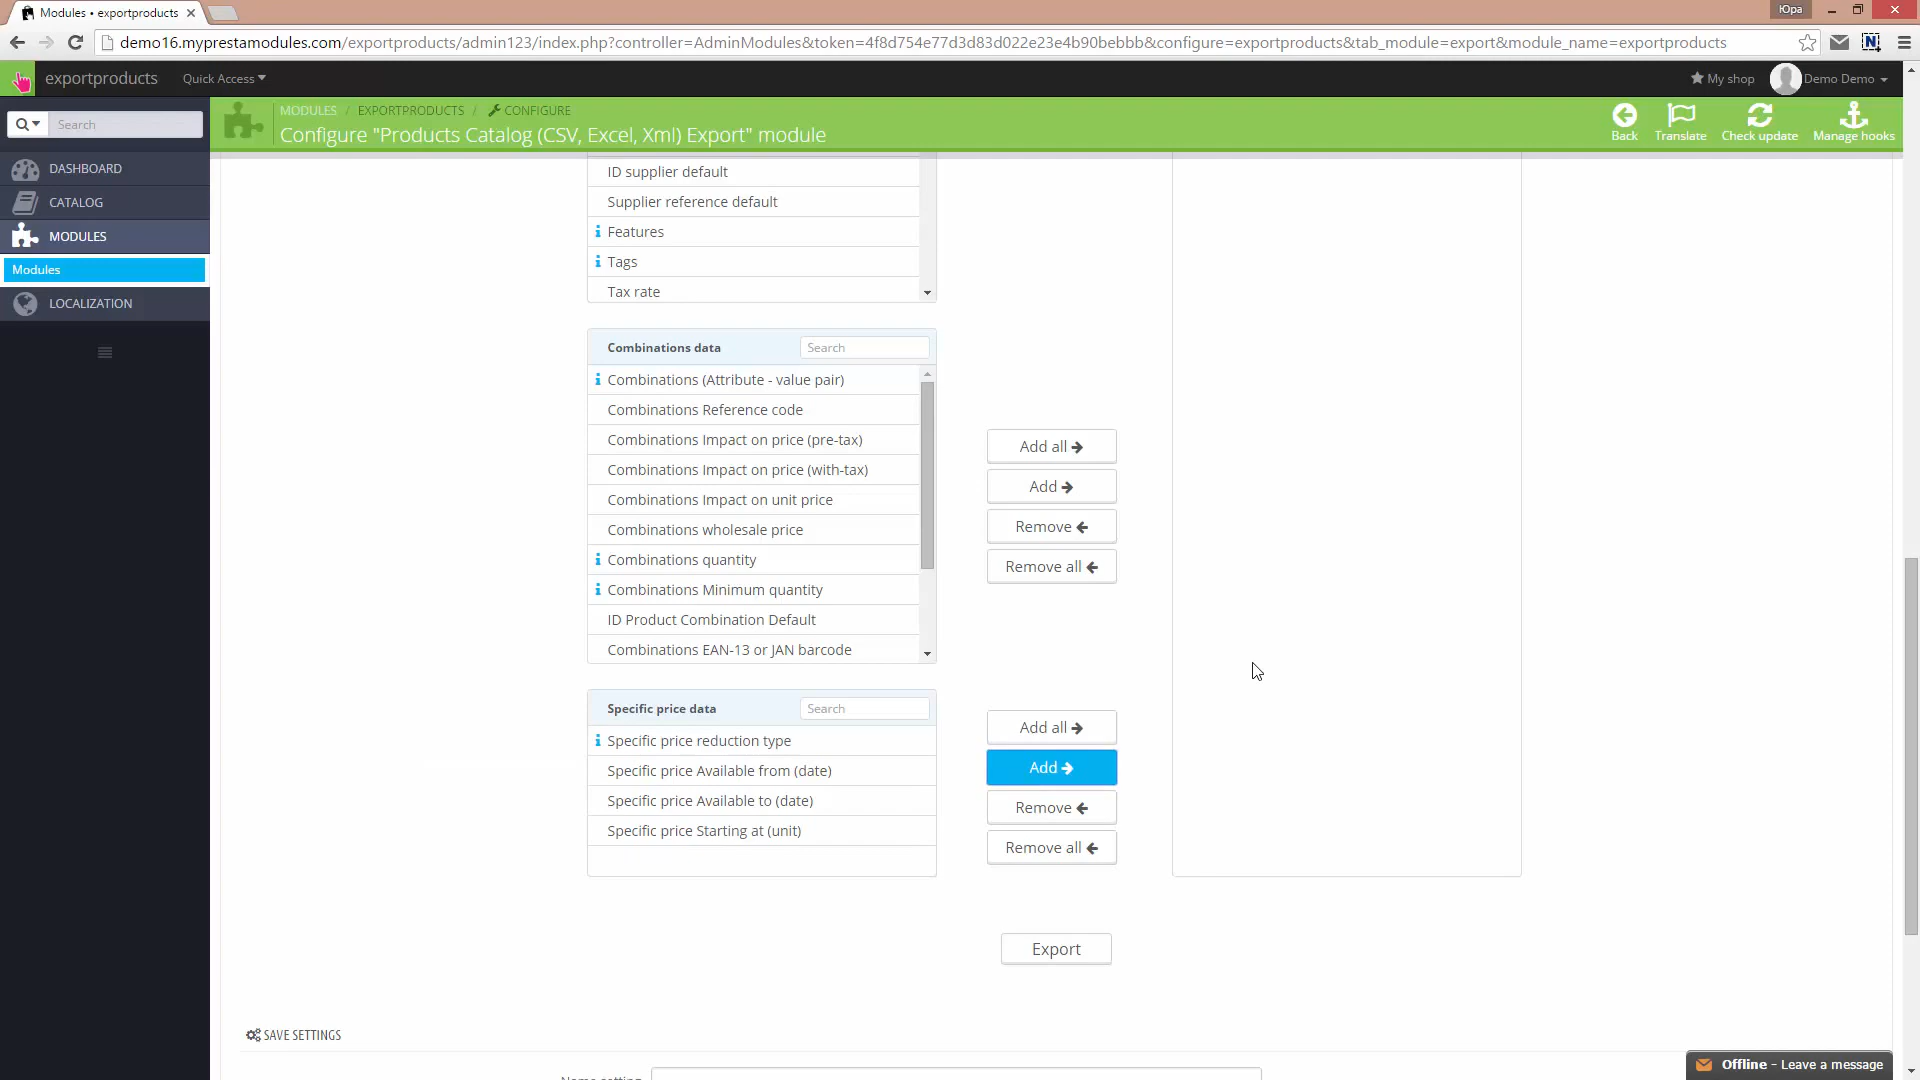 Modules • exportproducts
Юра
demo16.myprestamodules.com/exportproducts/admin123/index.php?controller=AdminModules&token=4f8d754e77d3d83d022e23e4b90bebbb&configure=exportproducts&tab_module=export&module_name=exportproducts
exportproducts
Quick Access
My shop
Demo Demo
Search
MODULES / EXPORTPRODUCTS / CONFIGURE
Configure "Products Catalog (CSV, Excel, Xml) Export" module
Back
Translate
Check update
Manage hooks
DASHBOARD
CATALOG
MODULES
Modules
LOCALIZATION
ID supplier default
Supplier reference default
Features
Tags
Tax rate
Combinations data
Search
Combinations (Attribute - value pair)
Combinations Reference code
Combinations Impact on price (pre-tax)
Combinations Impact on price (with-tax)
Combinations Impact on unit price
Combinations wholesale price
Combinations quantity
Combinations Minimum quantity
ID Product Combination Default
Combinations EAN-13 or JAN barcode
Add all
Add
Remove
Remove all
Specific price data
Search
Specific price reduction type
Specific price Available from (date)
Specific price Available to (date)
Specific price Starting at (unit)
Add all
Add
Remove
Remove all
Export
SAVE SETTINGS
Name setting
Offline - Leave a message